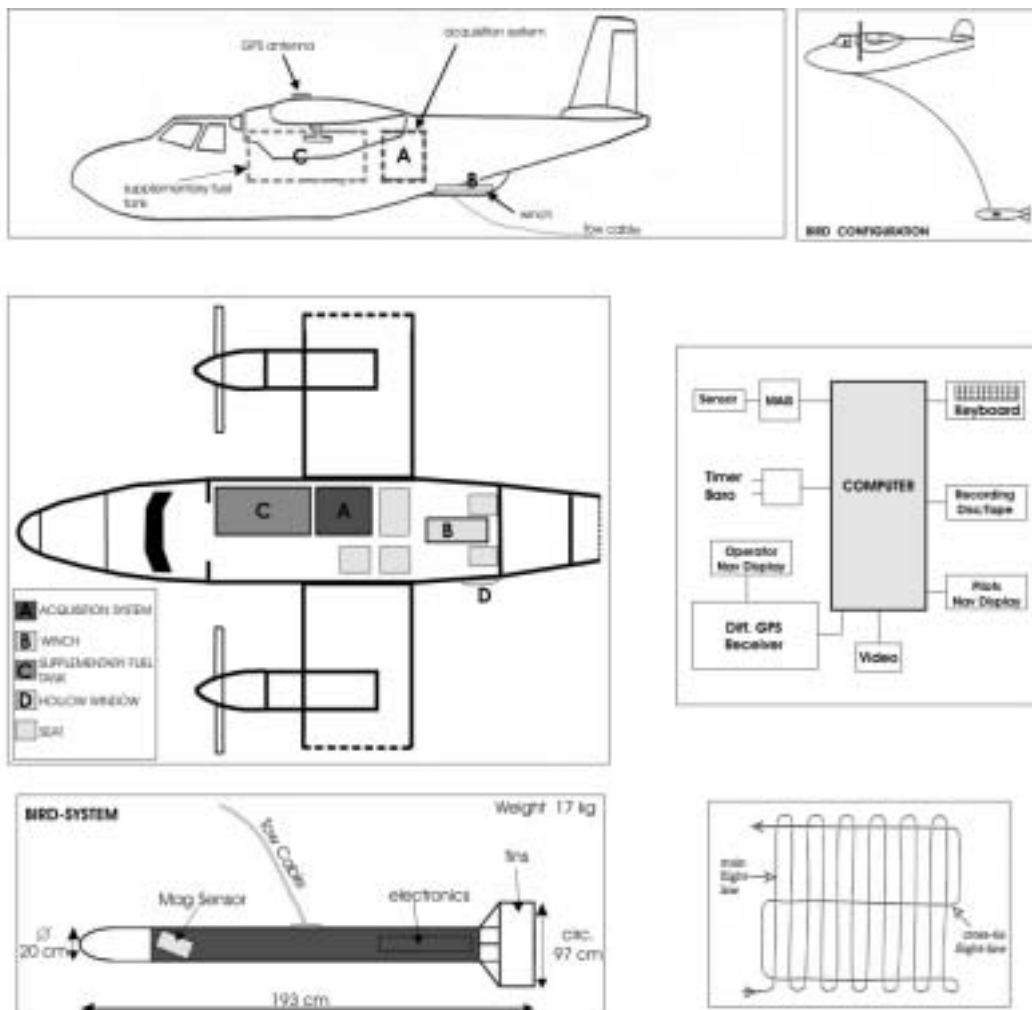 GPS antenna
acquisition system
C
A
B
supplementary fuel
tank
winch
tow cable
BIRD CONFIGURATION
C
A
B
D
A ACQUISITION SYSTEM
B WINCH
C SUPPLEMENTARY FUEL
TANK
D HOLLOW WINDOW
SEAT
Sensor
MAG
Keyboard
Timer
Baro
COMPUTER
Recording
Disc/Tape
Operator
Nav Display
Pilots
Nav Display
Diff. GPS
Receiver
Video
BIRD-SYSTEM
Weight 17 kg
Tow Cable
fins
Mag Sensor
electronics
Ø
20 cm
circ.
97 cm
193 cm
main
flight-
line
cross-tie
flight-line